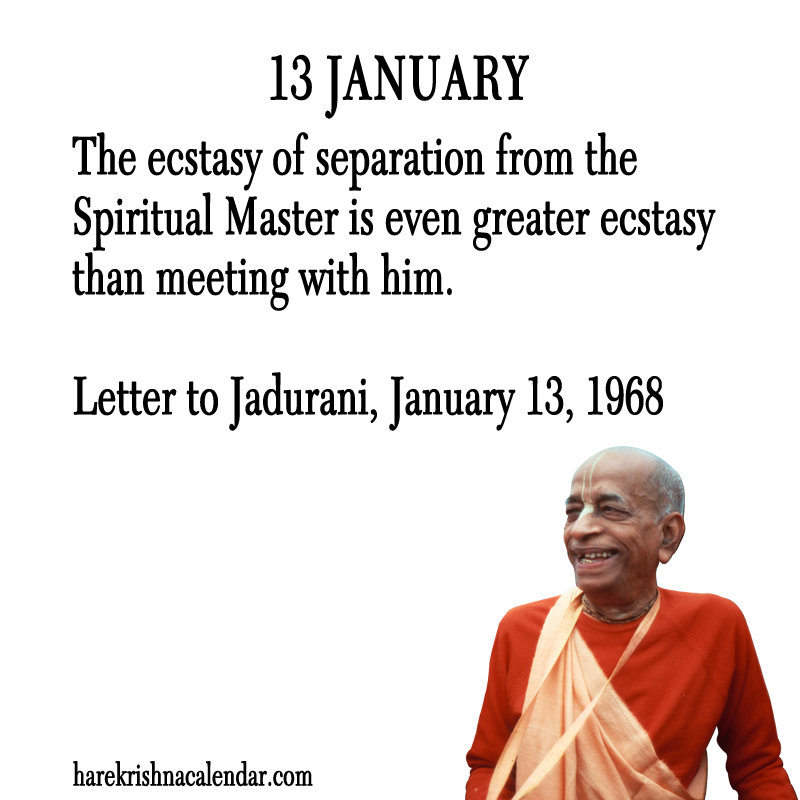 13 JANUARY
The ecstasy of separation from the
Spiritual Master is even greater ecstasy
than meeting with him.
Letter to Jadurani, January 13, 1968
harekrishnacalendar.com